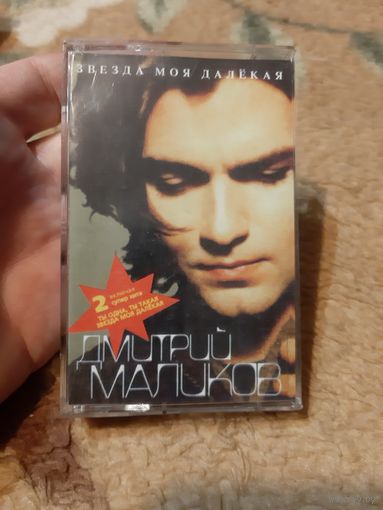 ЗВЕЗДА МОЯ ДАЛЁКАЯ
2 супер хита
ТЫ ОДНА, ТЫ ТАКАЯ
ЗВЕЗДА МОЯ ДАЛЁКАЯ
ДМИТРИЙ
МАЛИКОВ